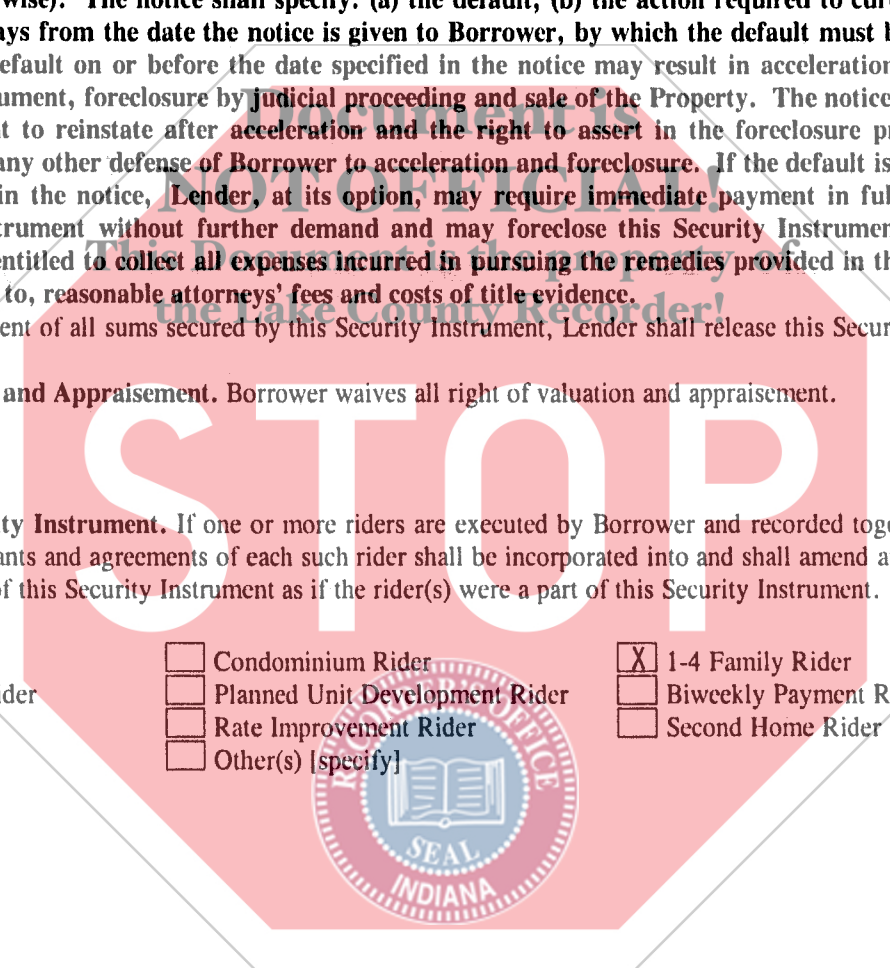 wise). The notice shall specify: (a) the default; (b) the action required to cur
ays from the date the notice is given to Borrower, by which the default must b
efault on or before the date specified in the notice may result in acceleration
ument, foreclosure by judicial proceeding and sale of the Property. The notice
Document is
t to reinstate after acceleration and the right to assert in the foreclosure pr
any other defense of Borrower to acceleration and foreclosure. If the default is
NOT OFFICIAL!
in the notice, Lender, at its option, may require immediate payment in ful
trument without further demand and may foreclose this Security Instrumen
This Document is the property of
entitled to collect all expenses incurred in pursuing the remedies provided in th
to, reasonable attorneys' fees and costs of title evidence.
the Lake County Recorder!
ent of all sums secured by this Security Instrument, Lender shall release this Secur
and Appraisement. Borrower waives all right of valuation and appraisement.
STOP
ty Instrument. If one or more riders are executed by Borrower and recorded toge
ants and agreements of each such rider shall be incorporated into and shall amend a
f this Security Instrument as if the rider(s) were a part of this Security Instrument.
Condominium Rider
X 1-4 Family Rider
der
Planned Unit Development Rider
Biweekly Payment R
Rate Improvement Rider
Second Home Rider
Other(s) [specify]
RECORDER'S OFFICE
SEAL
INDIANA